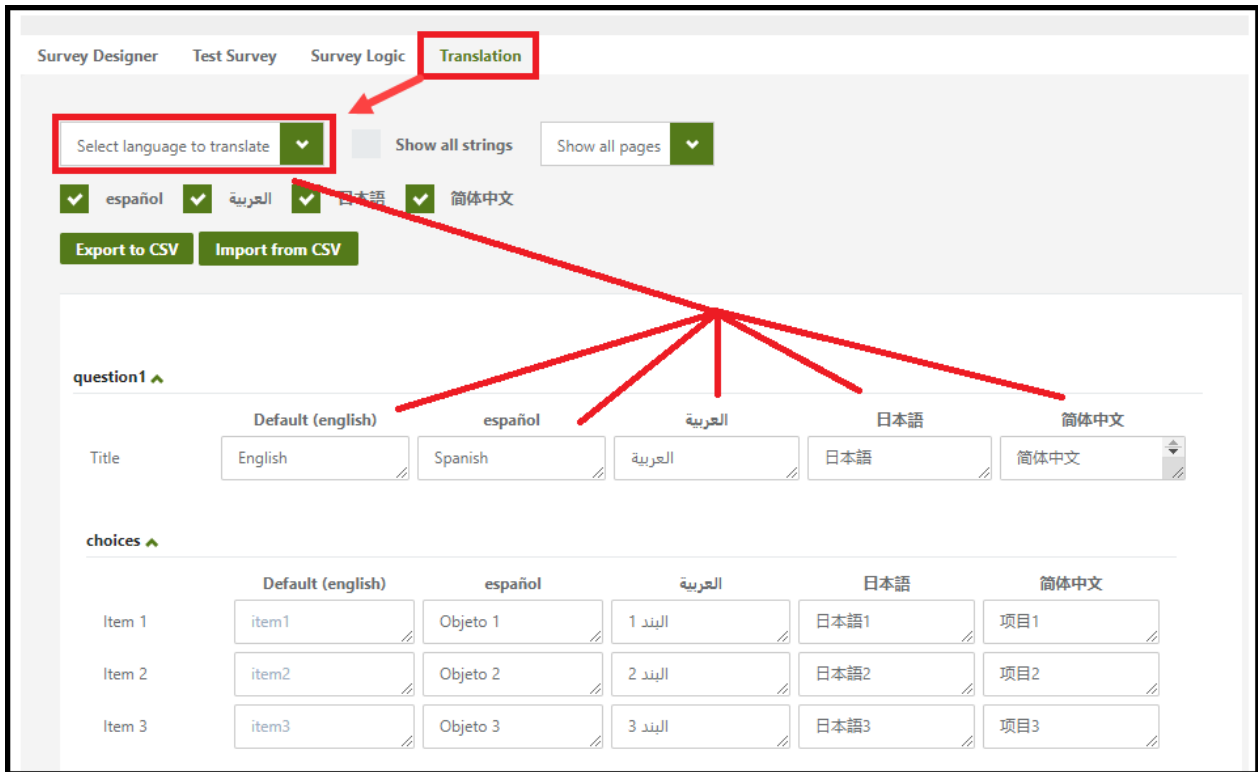 Survey Designer Test Survey Survey Logic Translation
Select language to translate Show all strings Show all pages
español العربية 日本語 简体中文
Export to CSV Import from CSV
question1
Default (english) español العربية 日本語 简体中文
Title English Spanish العربية 日本語 简体中文
choices
Default (english) español العربية 日本語 简体中文
Item 1 item1 Objeto 1 البند 1 日本語1 项目1
Item 2 item2 Objeto 2 البند 2 日本語2 项目2
Item 3 item3 Objeto 3 البند 3 日本語3 项目3